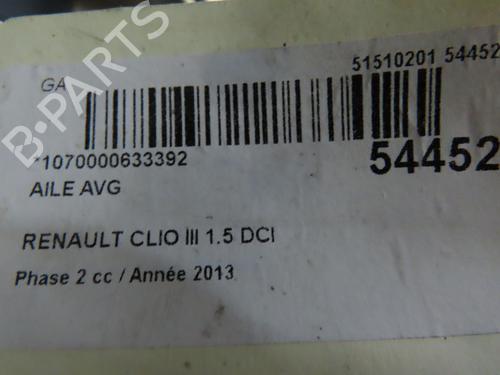 GA
51510201 54452
*1070000633392
54452
AILE AVG
RENAULT CLIO III 1.5 DCI
Phase 2 cc / Année 2013
B-PARTS